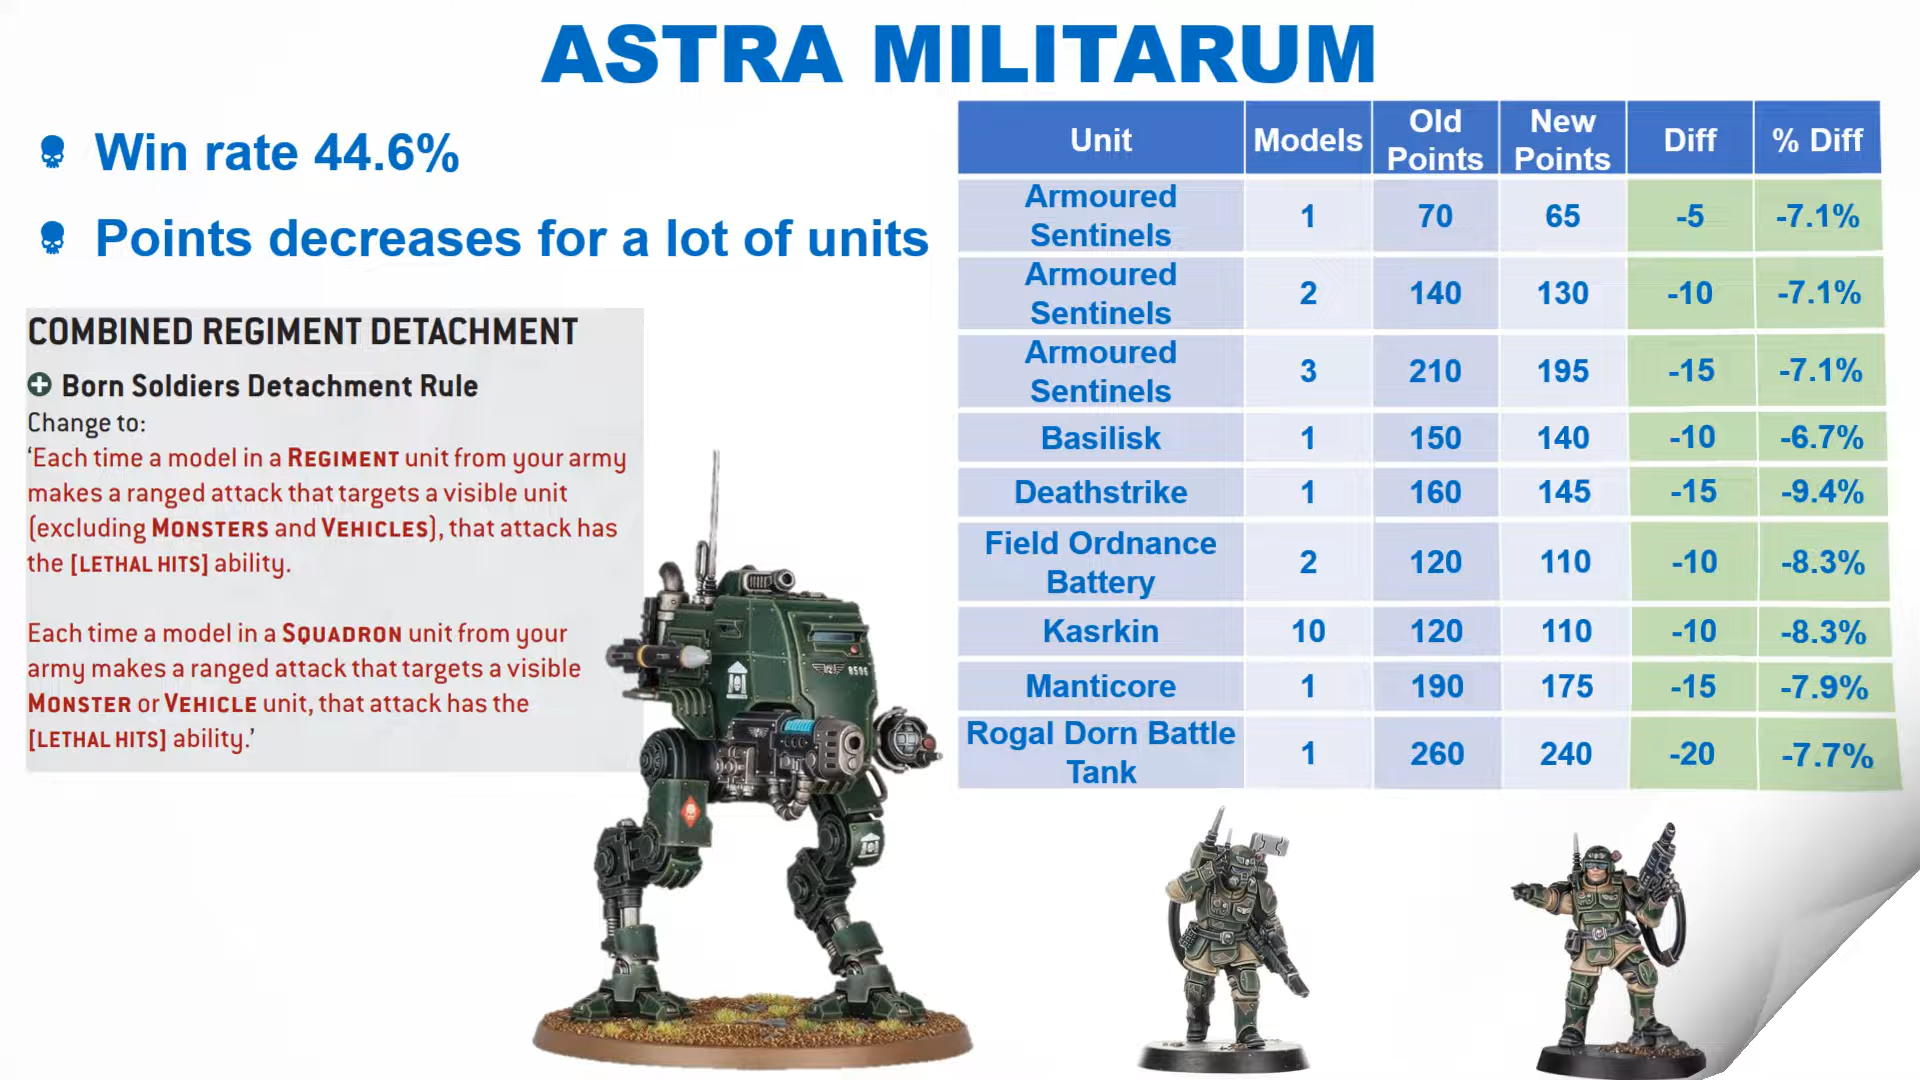 ASTRA MILITARUM
Win rate 44.6%
Points decreases for a lot of units
COMBINED REGIMENT DETACHMENT
Born Soldiers Detachment Rule
Change to:
‘Each time a model in a REGIMENT unit from your army
makes a ranged attack that targets a visible unit
(excluding MONSTERS and VEHICLES), that attack has
the [LETHAL HITS] ability.
Each time a model in a SQUADRON unit from your
army makes a ranged attack that targets a visible
MONSTER or VEHICLE unit, that attack has the
[LETHAL HITS] ability.’
Unit Models Old Points New Points Diff % Diff
Armoured Sentinels 1 70 65 -5 -7.1%
Armoured Sentinels 2 140 130 -10 -7.1%
Armoured Sentinels 3 210 195 -15 -7.1%
Basilisk 1 150 140 -10 -6.7%
Deathstrike 1 160 145 -15 -9.4%
Field Ordnance Battery 2 120 110 -10 -8.3%
Kasrkin 10 120 110 -10 -8.3%
Manticore 1 190 175 -15 -7.9%
Rogal Dorn Battle Tank 1 260 240 -20 -7.7%